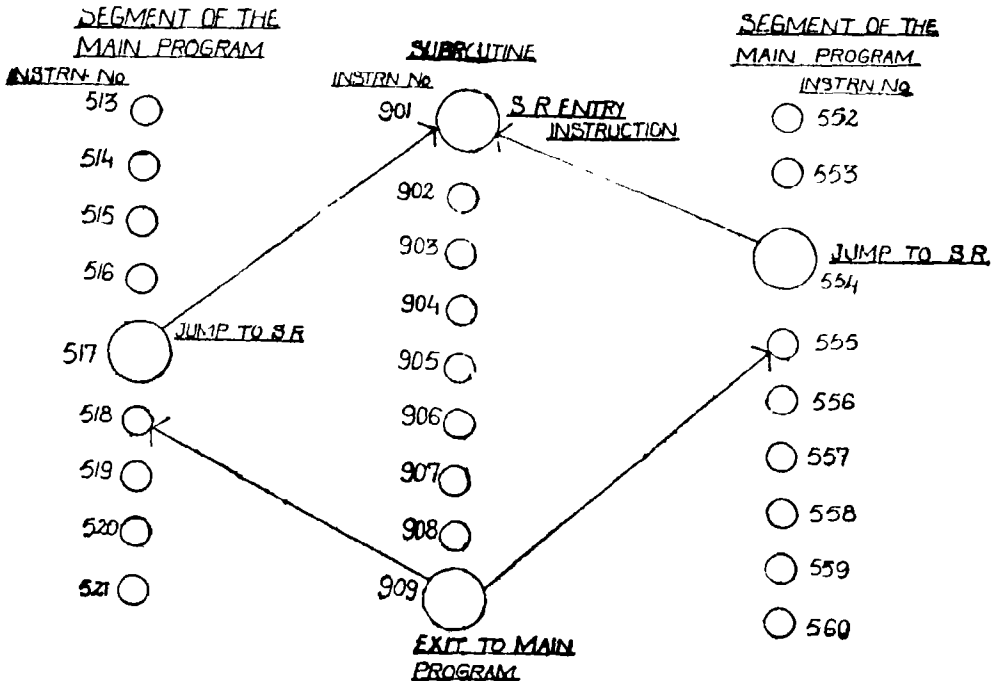 SEGMENT OF THE
MAIN PROGRAM
INSTRN No
513
514
515
516
517
JUMP TO S R
518
519
520
521
SUBRCUTINE
INSTRN No
901
S R ENTRY
INSTRUCTION
902
903
904
905
906
907
908
909
EXIT TO MAIN
PROGRAM
SEGMENT OF THE
MAIN PROGRAM
INSTRN No
552
553
JUMP TO S R
554
555
556
557
558
559
560